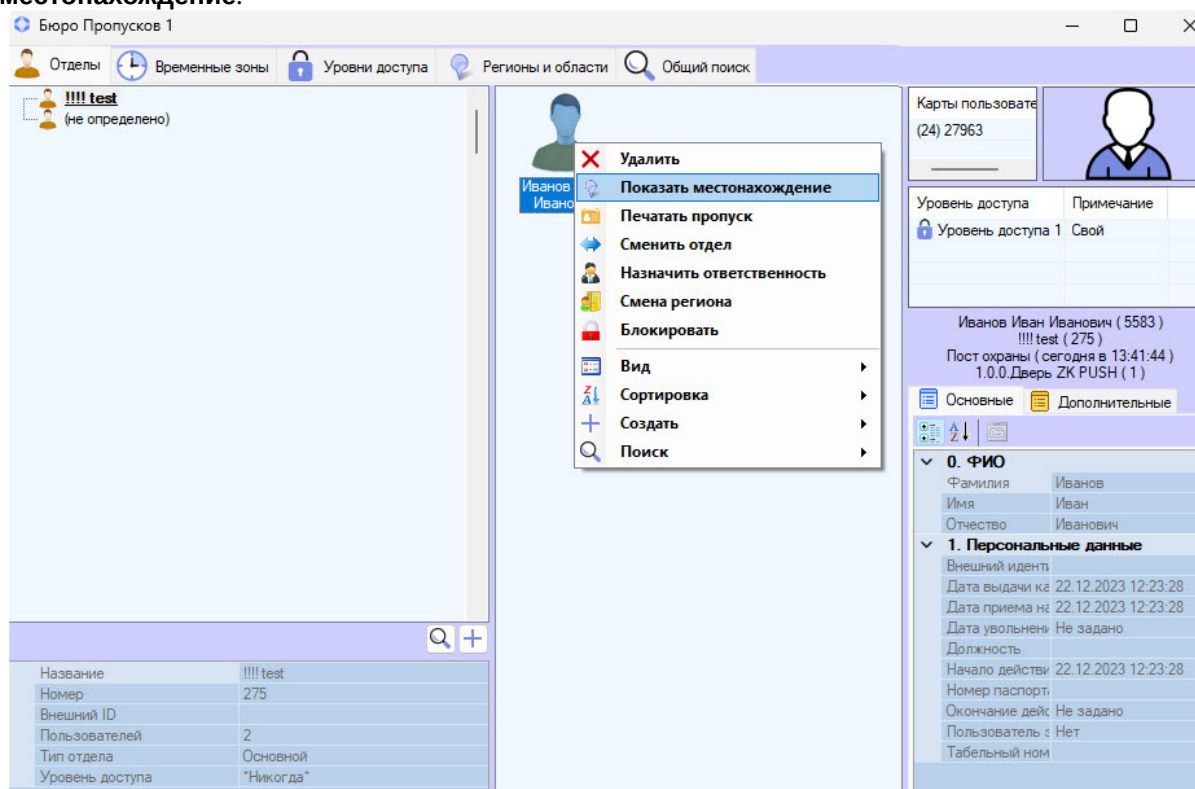 местонахождение.
Бюро Пропусков 1
Отделы Временные зоны Уровни доступа Регионы и области Общий поиск
!!!! test
(не определено)
Иванов
Ивано
Удалить
Показать местонахождение
Печатать пропуск
Сменить отдел
Назначить ответственность
Смена региона
Блокировать
Вид
Сортировка
Создать
Поиск
Карты пользовате
(24) 27963
Уровень доступа Примечание
Уровень доступа 1 Свой
Иванов Иван Иванович ( 5583 )
!!!! test ( 275 )
Пост охраны ( сегодня в 13:41:44 )
1.0.0.Дверь ZK PUSH ( 1 )
Основные Дополнительные
0. ФИО
Фамилия Иванов
Имя Иван
Отчество Иванович
1. Персональные данные
Внешний иденти
Дата выдачи ка 22.12.2023 12:23:28
Дата приема на 22.12.2023 12:23:28
Дата увольнени Не задано
Должность
Начало действи 22.12.2023 12:23:28
Номер паспорта
Окончание дейс Не задано
Пользователь з Нет
Табельный ном
Название !!!! test
Номер 275
Внешний ID
Пользователей 2
Тип отдела Основной
Уровень доступа "Никогда"